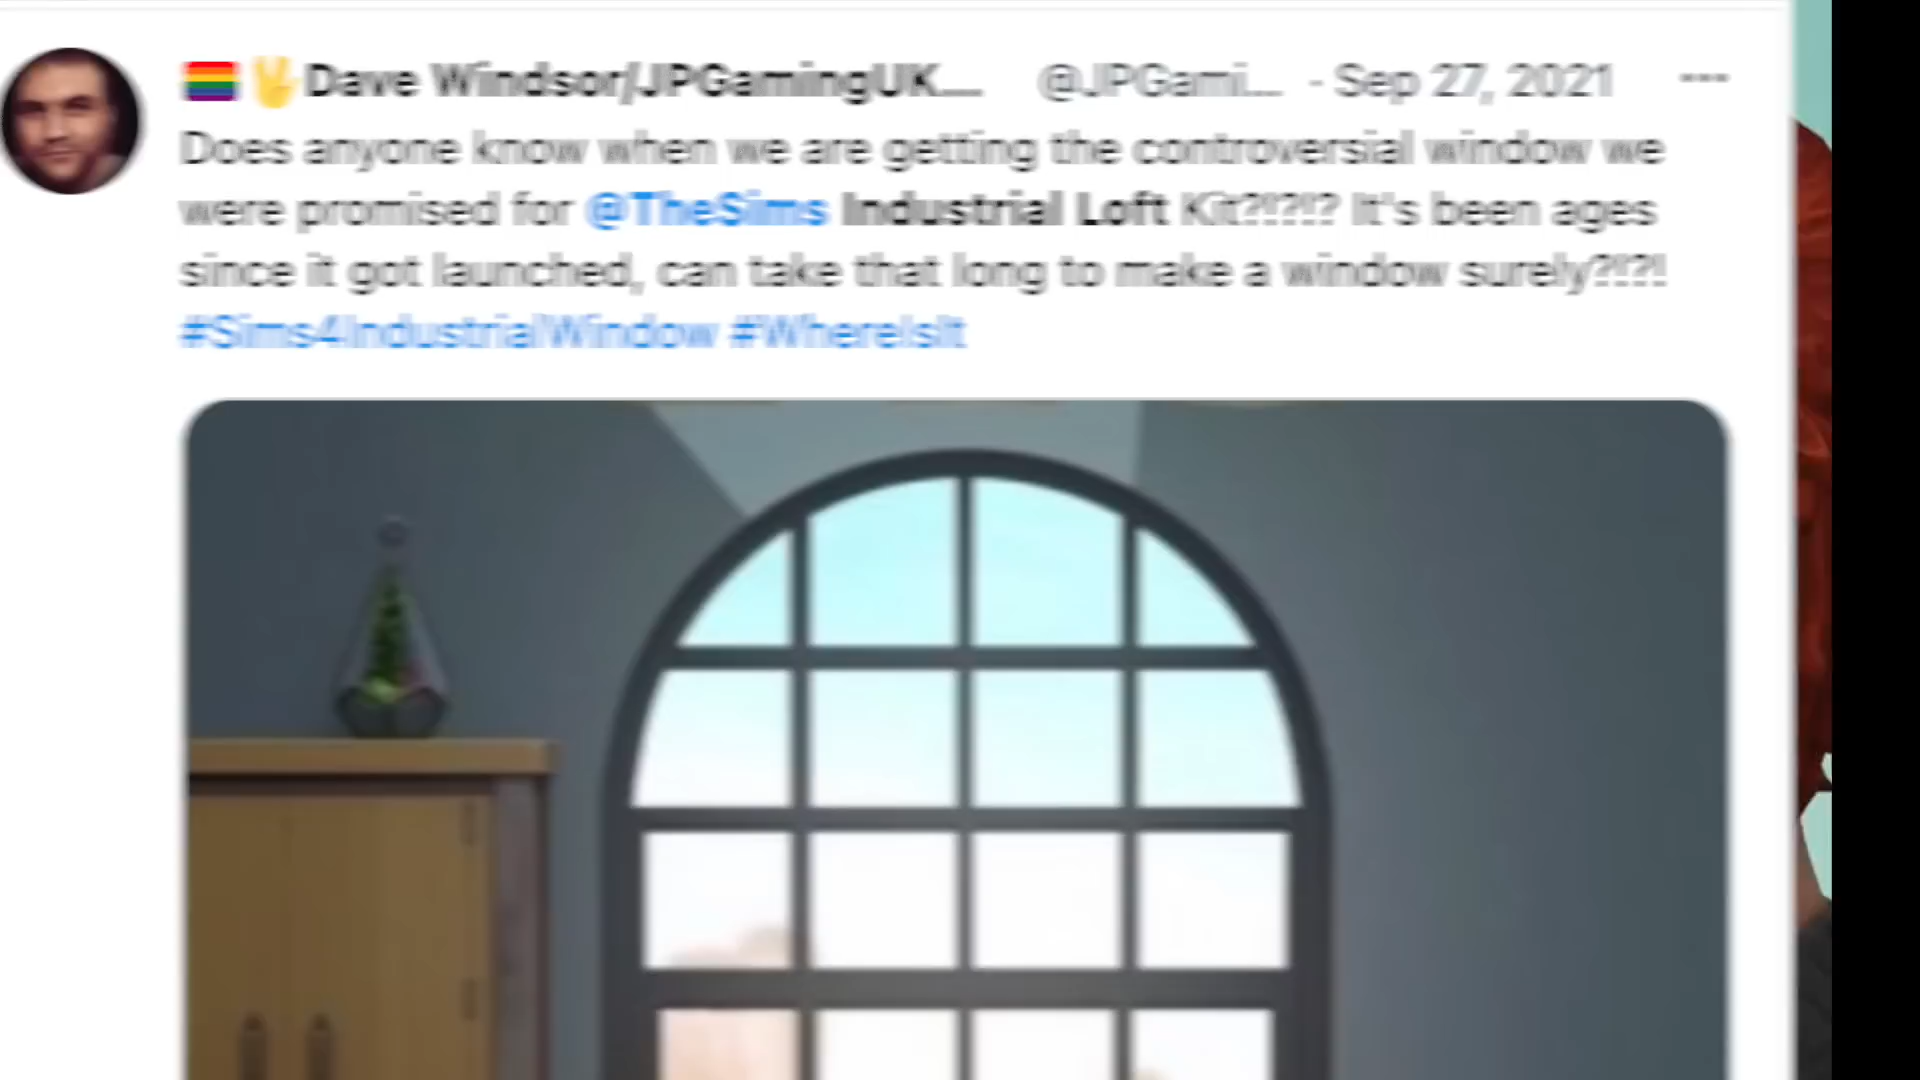 🏳️‍🌈🖖Dave Windsor/JPGamingUK... @JPGami... · Sep 27, 2021 ···
Does anyone know when we are getting the controversial window we
were promised for @TheSims Industrial Loft Kit?!?!? It's been ages
since it got launched, can take that long to make a window surely?!?!
#Sims4IndustrialWindow #WhereIsIt